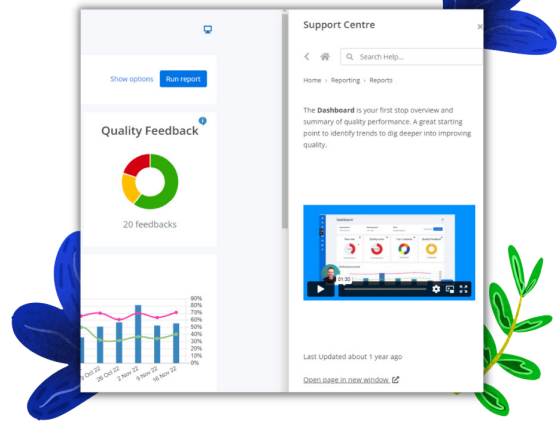 Support Centre
×
Search Help...
Home › Reporting › Reports
Show options
Run report
The Dashboard is your first stop overview and
summary of quality performance. A great starting
point to identify trends to dig deeper into improving
quality.
Quality Feedback
20 feedbacks
Dashboard
01:30
90%
80%
70%
60%
50%
40%
30%
20%
10%
0%
26 Oct 22
2 Nov 22
9 Nov 22
16 Nov 22
Last Updated about 1 year ago
Open page in new window